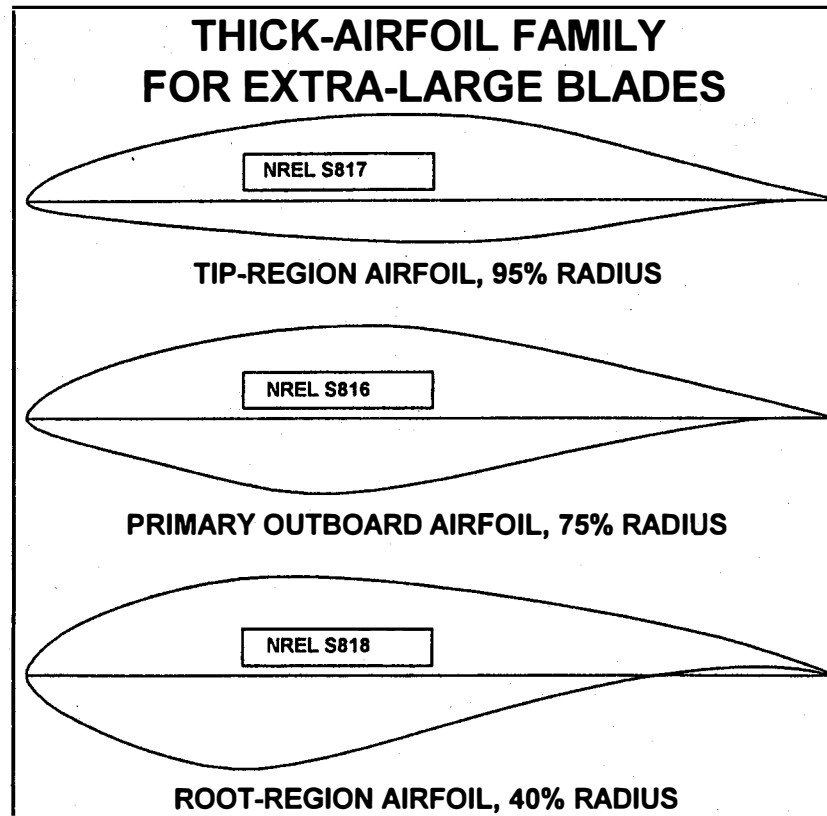 THICK-AIRFOIL FAMILY
FOR EXTRA-LARGE BLADES
NREL S817
TIP-REGION AIRFOIL, 95% RADIUS
NREL S816
PRIMARY OUTBOARD AIRFOIL, 75% RADIUS
NREL S818
ROOT-REGION AIRFOIL, 40% RADIUS